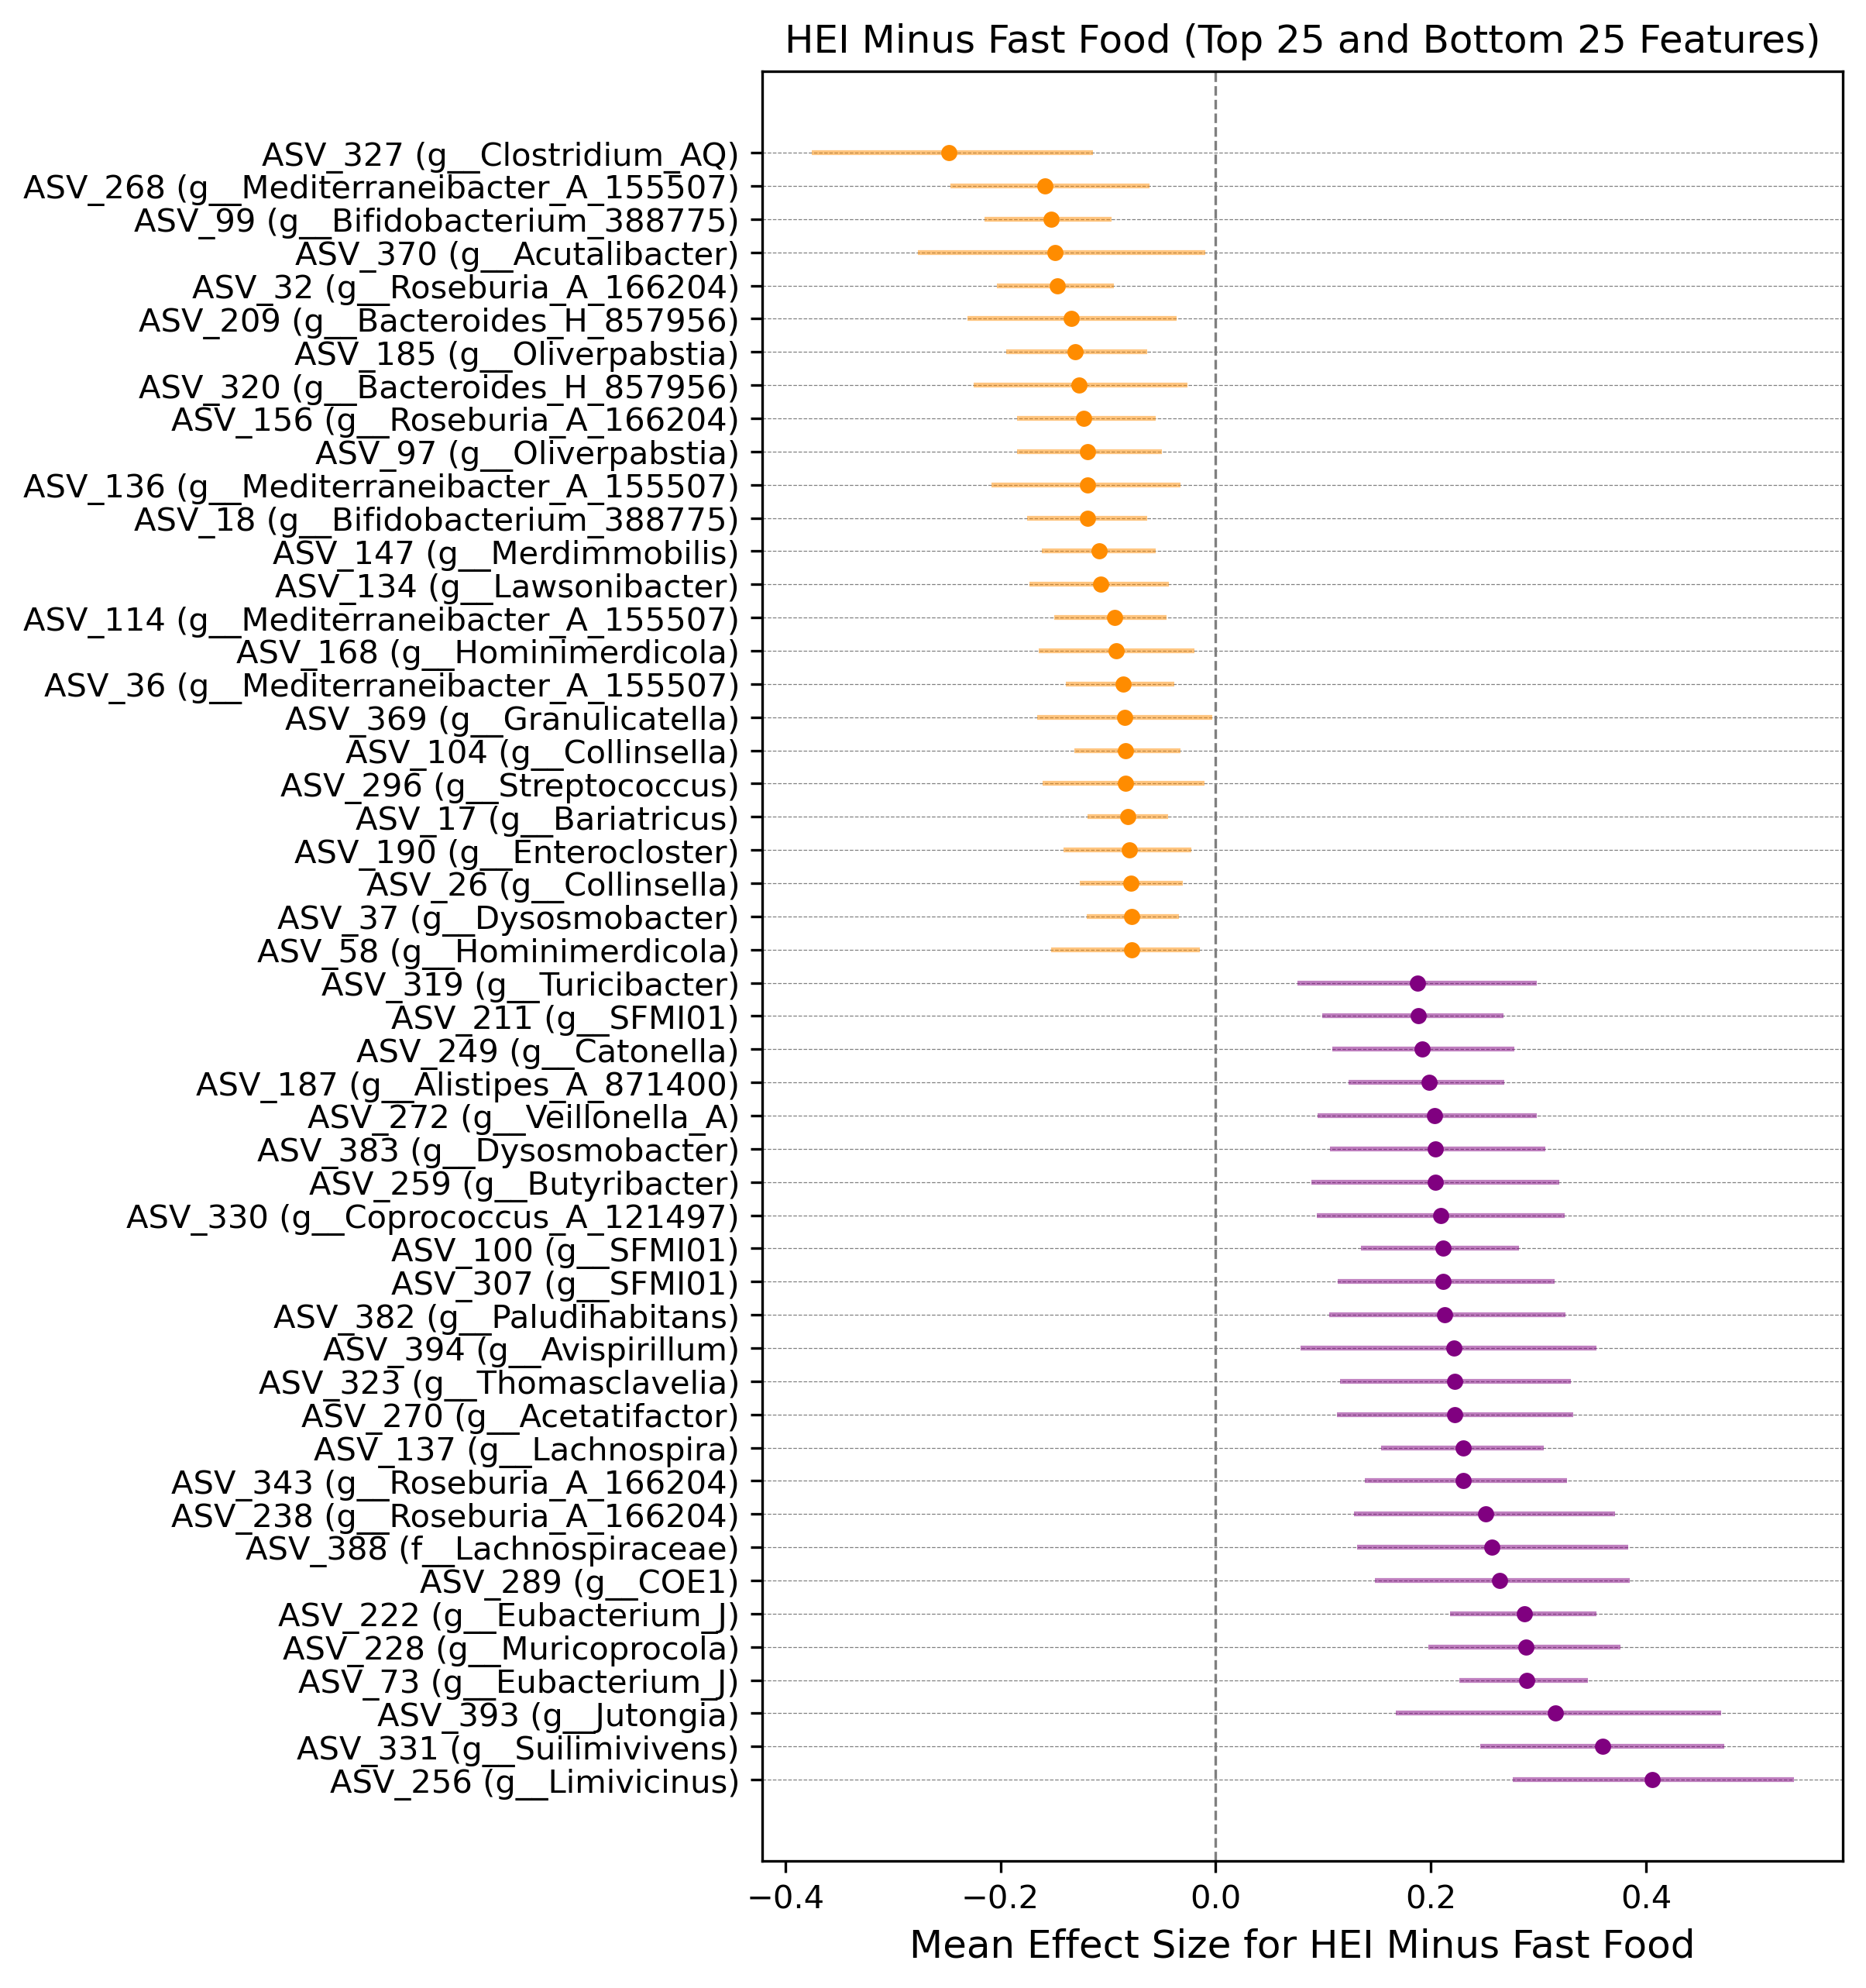 HEI Minus Fast Food (Top 25 and Bottom 25 Features)
ASV_327 (g__Clostridium_AQ)
ASV_268 (g__Mediterraneibacter_A_155507)
ASV_99 (g__Bifidobacterium_388775)
ASV_370 (g__Acutalibacter)
ASV_32 (g__Roseburia_A_166204)
ASV_209 (g__Bacteroides_H_857956)
ASV_185 (g__Oliverpabstia)
ASV_320 (g__Bacteroides_H_857956)
ASV_156 (g__Roseburia_A_166204)
ASV_97 (g__Oliverpabstia)
ASV_136 (g__Mediterraneibacter_A_155507)
ASV_18 (g__Bifidobacterium_388775)
ASV_147 (g__Merdimmobilis)
ASV_134 (g__Lawsonibacter)
ASV_114 (g__Mediterraneibacter_A_155507)
ASV_168 (g__Hominimerdicola)
ASV_36 (g__Mediterraneibacter_A_155507)
ASV_369 (g__Granulicatella)
ASV_104 (g__Collinsella)
ASV_296 (g__Streptococcus)
ASV_17 (g__Bariatricus)
ASV_190 (g__Enterocloster)
ASV_26 (g__Collinsella)
ASV_37 (g__Dysosmobacter)
ASV_58 (g__Hominimerdicola)
ASV_319 (g__Turicibacter)
ASV_211 (g__SFMI01)
ASV_249 (g__Catonella)
ASV_187 (g__Alistipes_A_871400)
ASV_272 (g__Veillonella_A)
ASV_383 (g__Dysosmobacter)
ASV_259 (g__Butyribacter)
ASV_330 (g__Coprococcus_A_121497)
ASV_100 (g__SFMI01)
ASV_307 (g__SFMI01)
ASV_382 (g__Paludihabitans)
ASV_394 (g__Avispirillum)
ASV_323 (g__Thomasclavelia)
ASV_270 (g__Acetatifactor)
ASV_137 (g__Lachnospira)
ASV_343 (g__Roseburia_A_166204)
ASV_238 (g__Roseburia_A_166204)
ASV_388 (f__Lachnospiraceae)
ASV_289 (g__COE1)
ASV_222 (g__Eubacterium_J)
ASV_228 (g__Muricoprocola)
ASV_73 (g__Eubacterium_J)
ASV_393 (g__Jutongia)
ASV_331 (g__Suilimivivens)
ASV_256 (g__Limivicinus)
−0.4 −0.2 0.0 0.2 0.4
Mean Effect Size for HEI Minus Fast Food